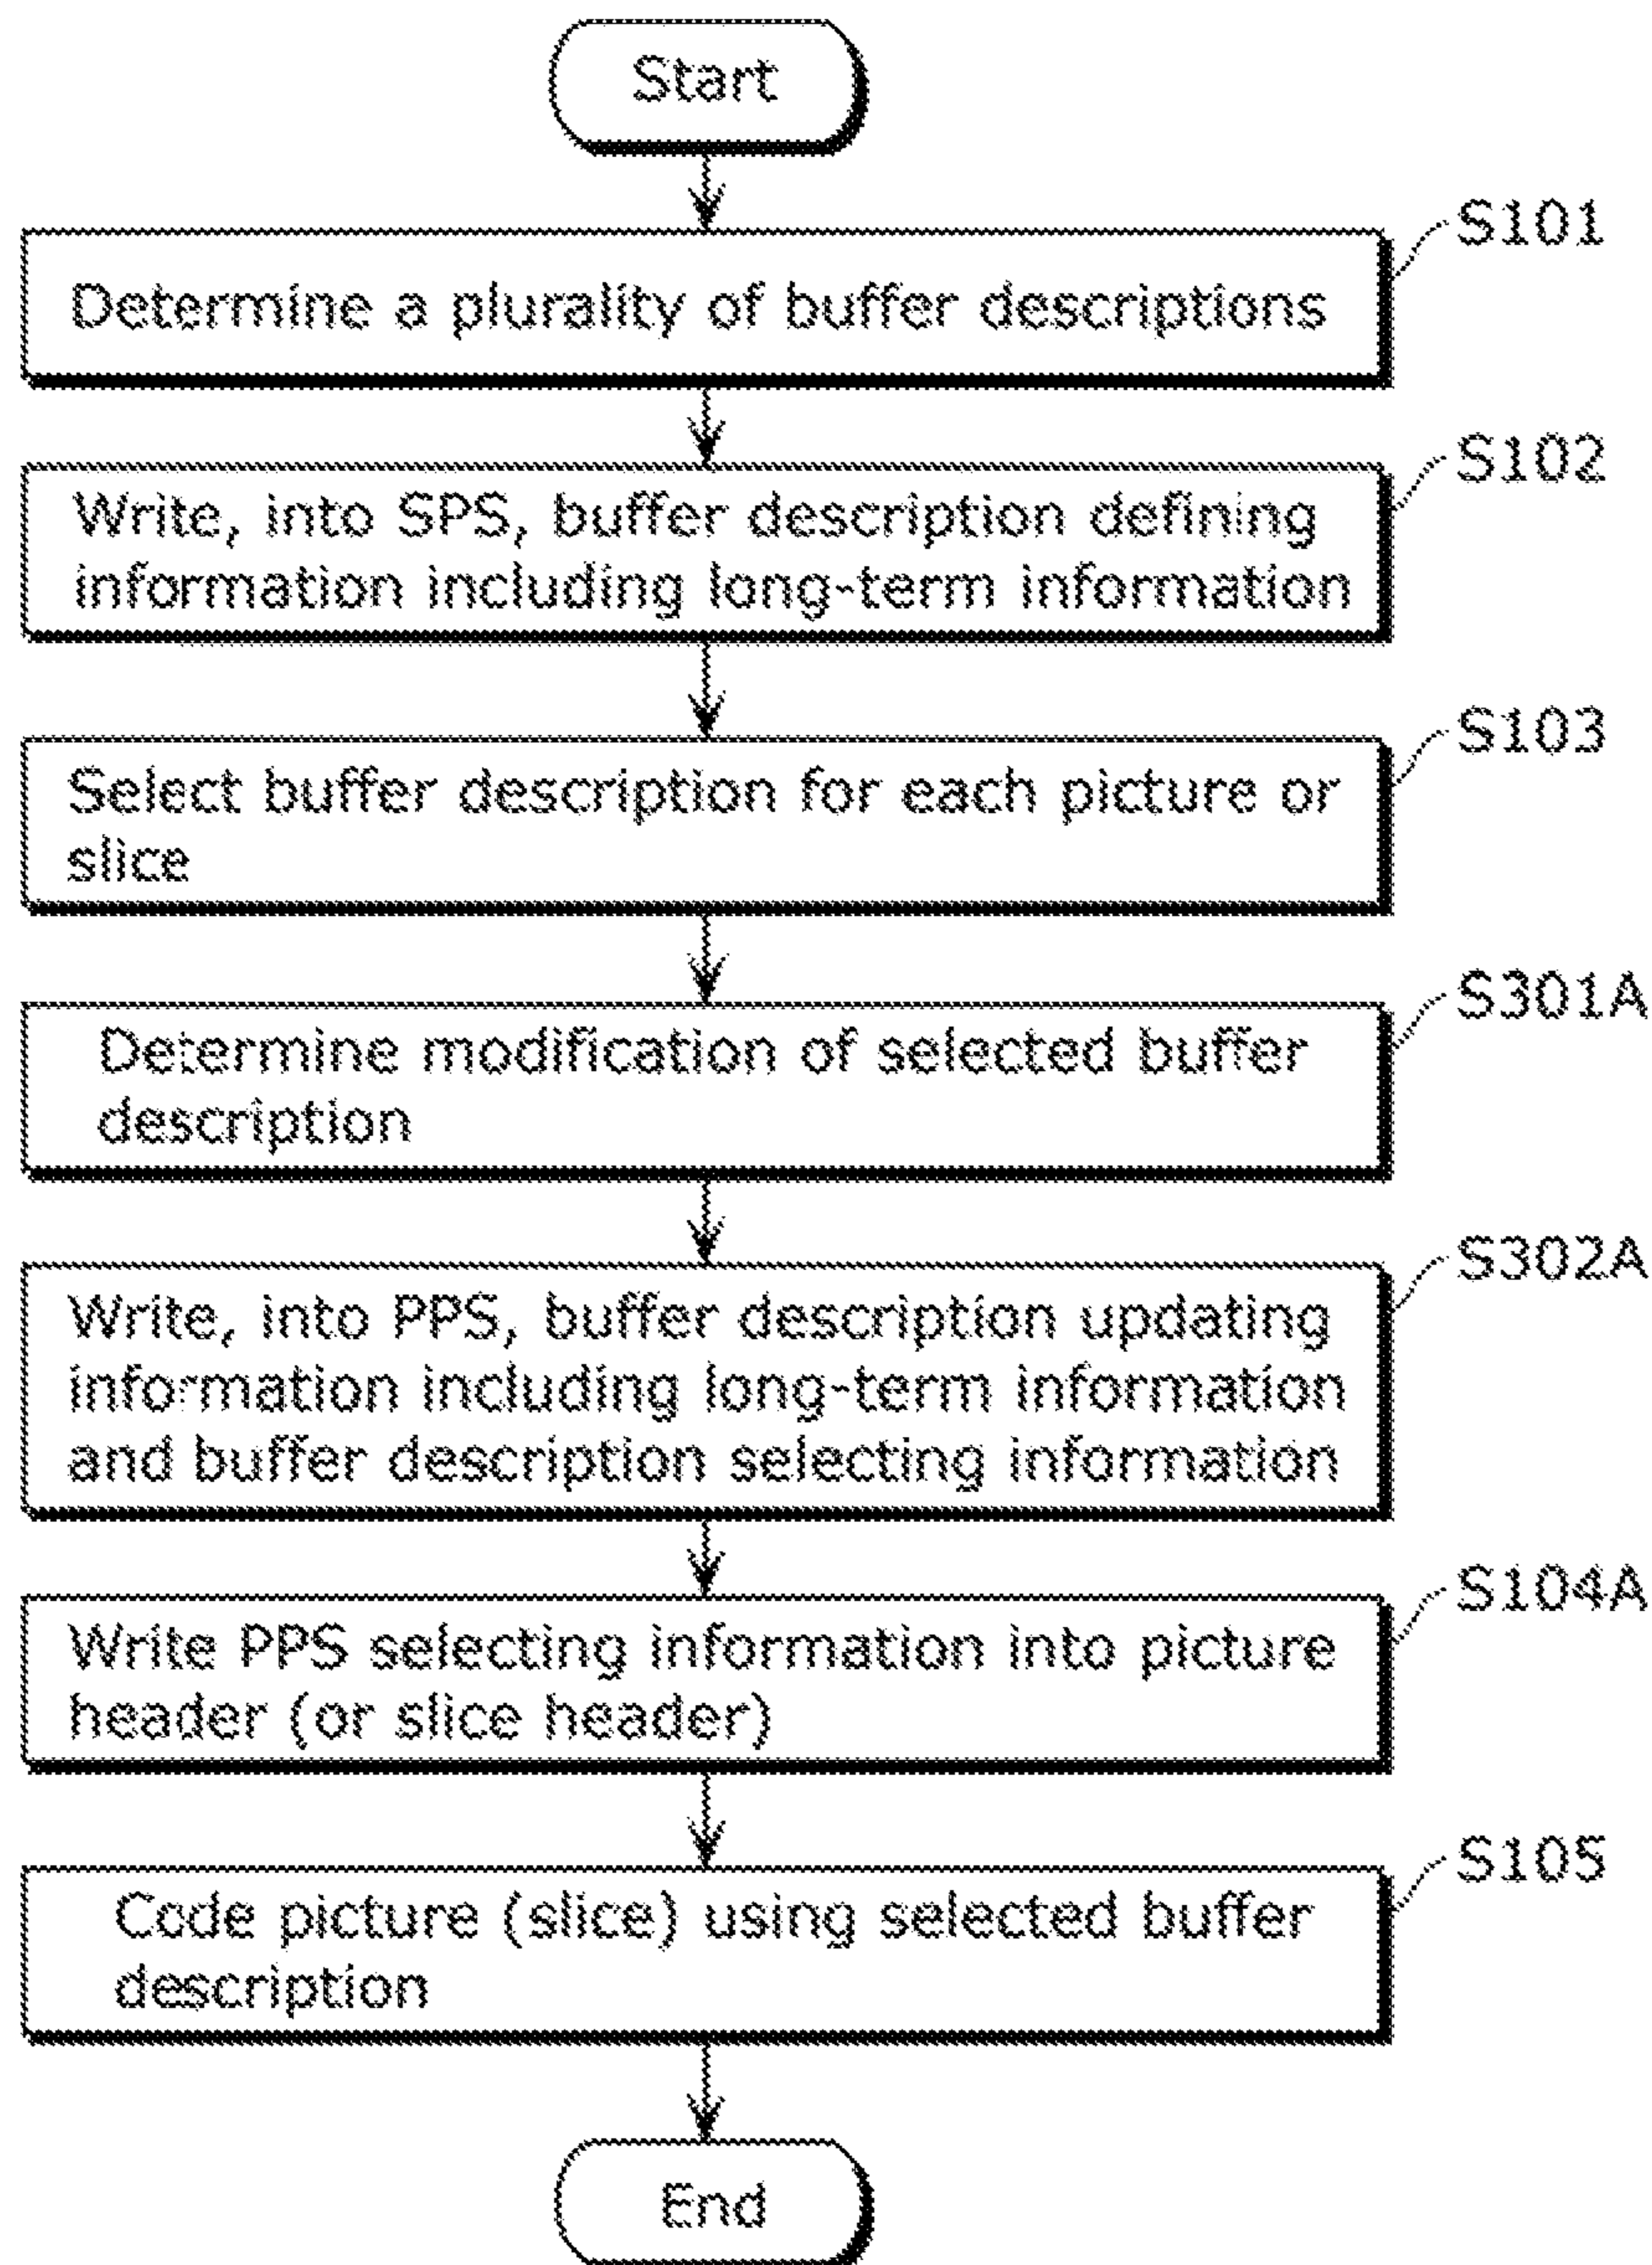 Start
S101
Determine a plurality of buffer descriptions
S102
Write, into SPS, buffer description defining
information including long-term information
S103
Select buffer description for each picture or
slice
S301A
Determine modification of selected buffer
description
S302A
Write, into PPS, buffer description updating
information including long-term information
and buffer description selecting information
S104A
Write PPS selecting information into picture
header (or slice header)
S105
Code picture (slice) using selected buffer
description
End